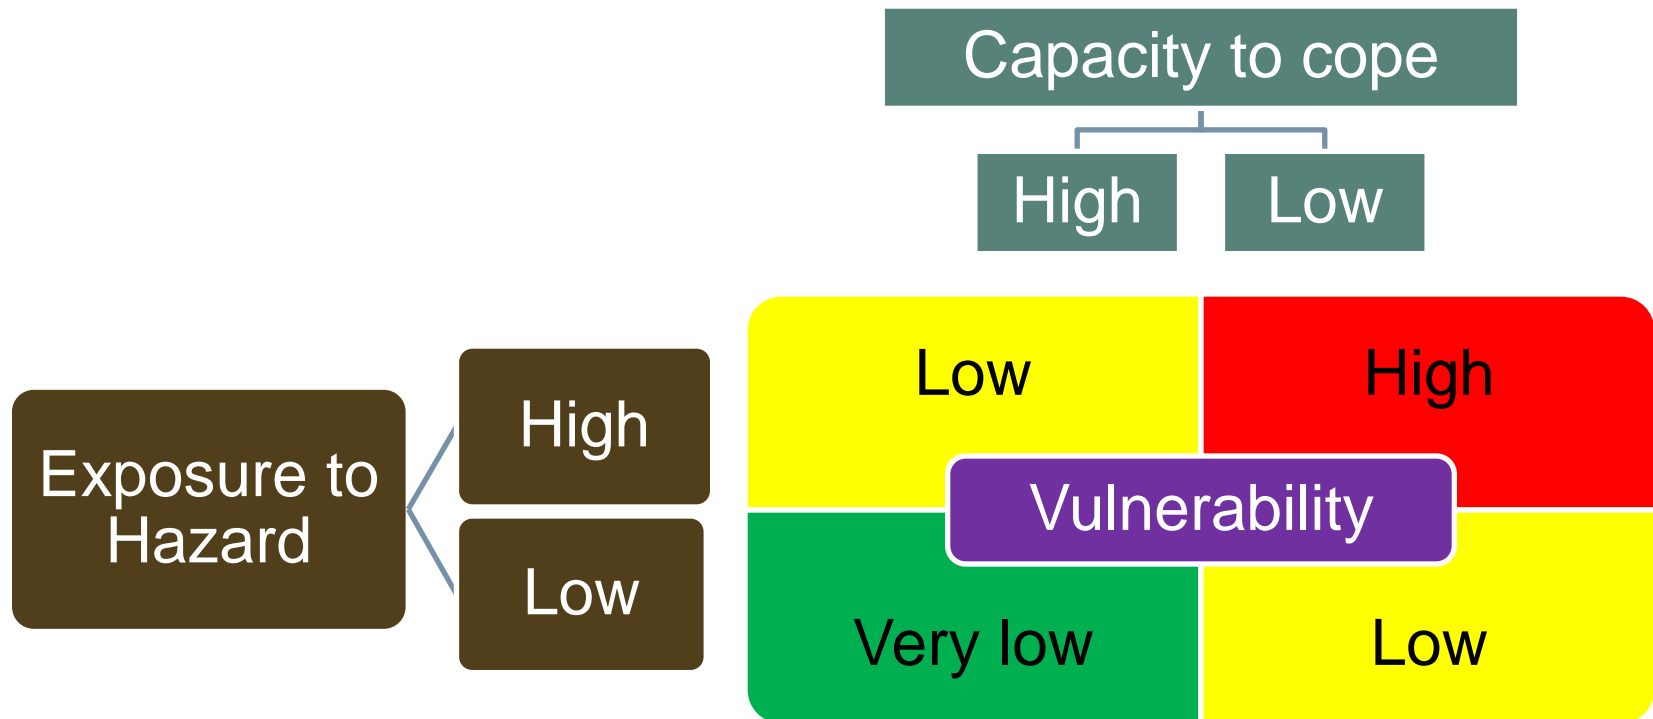 Capacity to cope
High
Low
Exposure to
Hazard
High
Low
Low
High
Vulnerability
Very low
Low